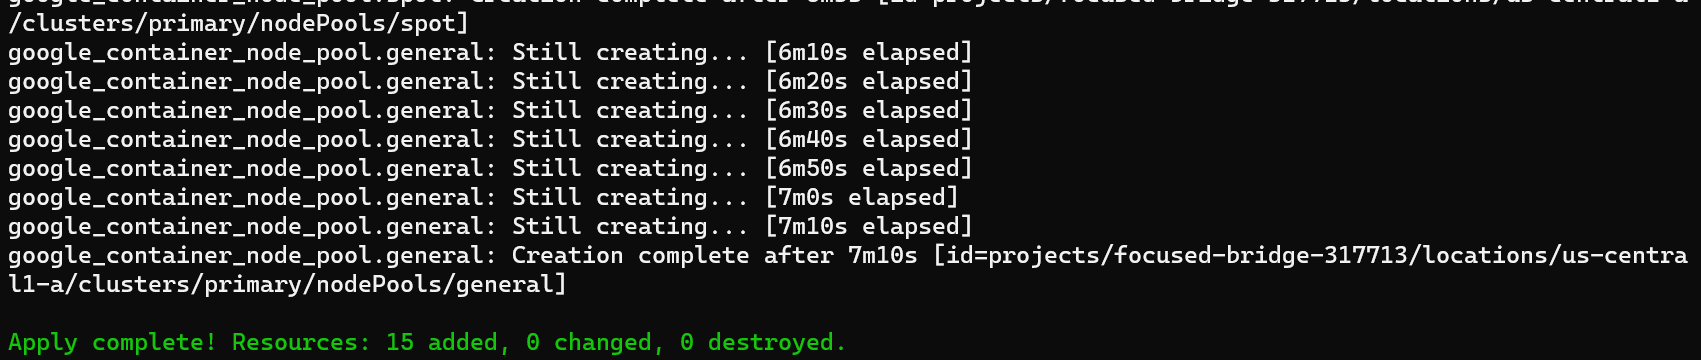 /clusters/primary/nodePools/spot]
google_container_node_pool.general: Still creating... [6m10s elapsed]
google_container_node_pool.general: Still creating... [6m20s elapsed]
google_container_node_pool.general: Still creating... [6m30s elapsed]
google_container_node_pool.general: Still creating... [6m40s elapsed]
google_container_node_pool.general: Still creating... [6m50s elapsed]
google_container_node_pool.general: Still creating... [7m0s elapsed]
google_container_node_pool.general: Still creating... [7m10s elapsed]
google_container_node_pool.general: Creation complete after 7m10s [id=projects/focused-bridge-317713/locations/us-centra
l1-a/clusters/primary/nodePools/general]
Apply complete! Resources: 15 added, 0 changed, 0 destroyed.